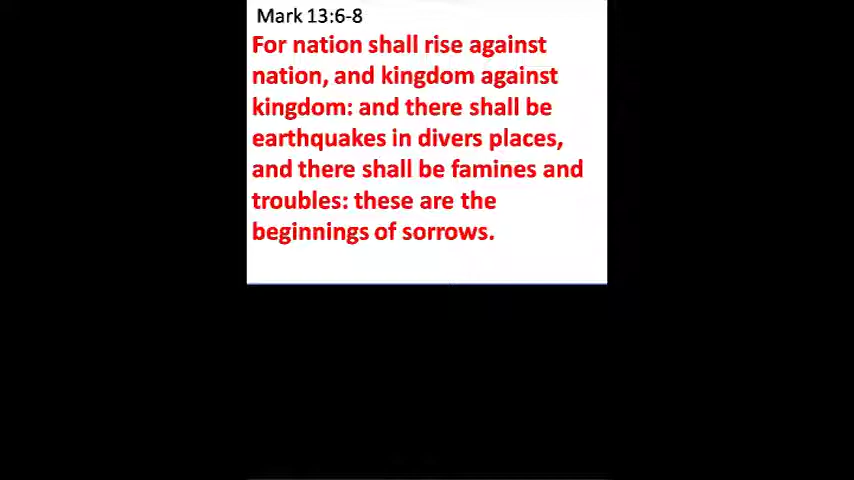 Mark 13:6-8
For nation shall rise against
nation, and kingdom against
kingdom: and there shall be
earthquakes in divers places,
and there shall be famines and
troubles: these are the
beginnings of sorrows.